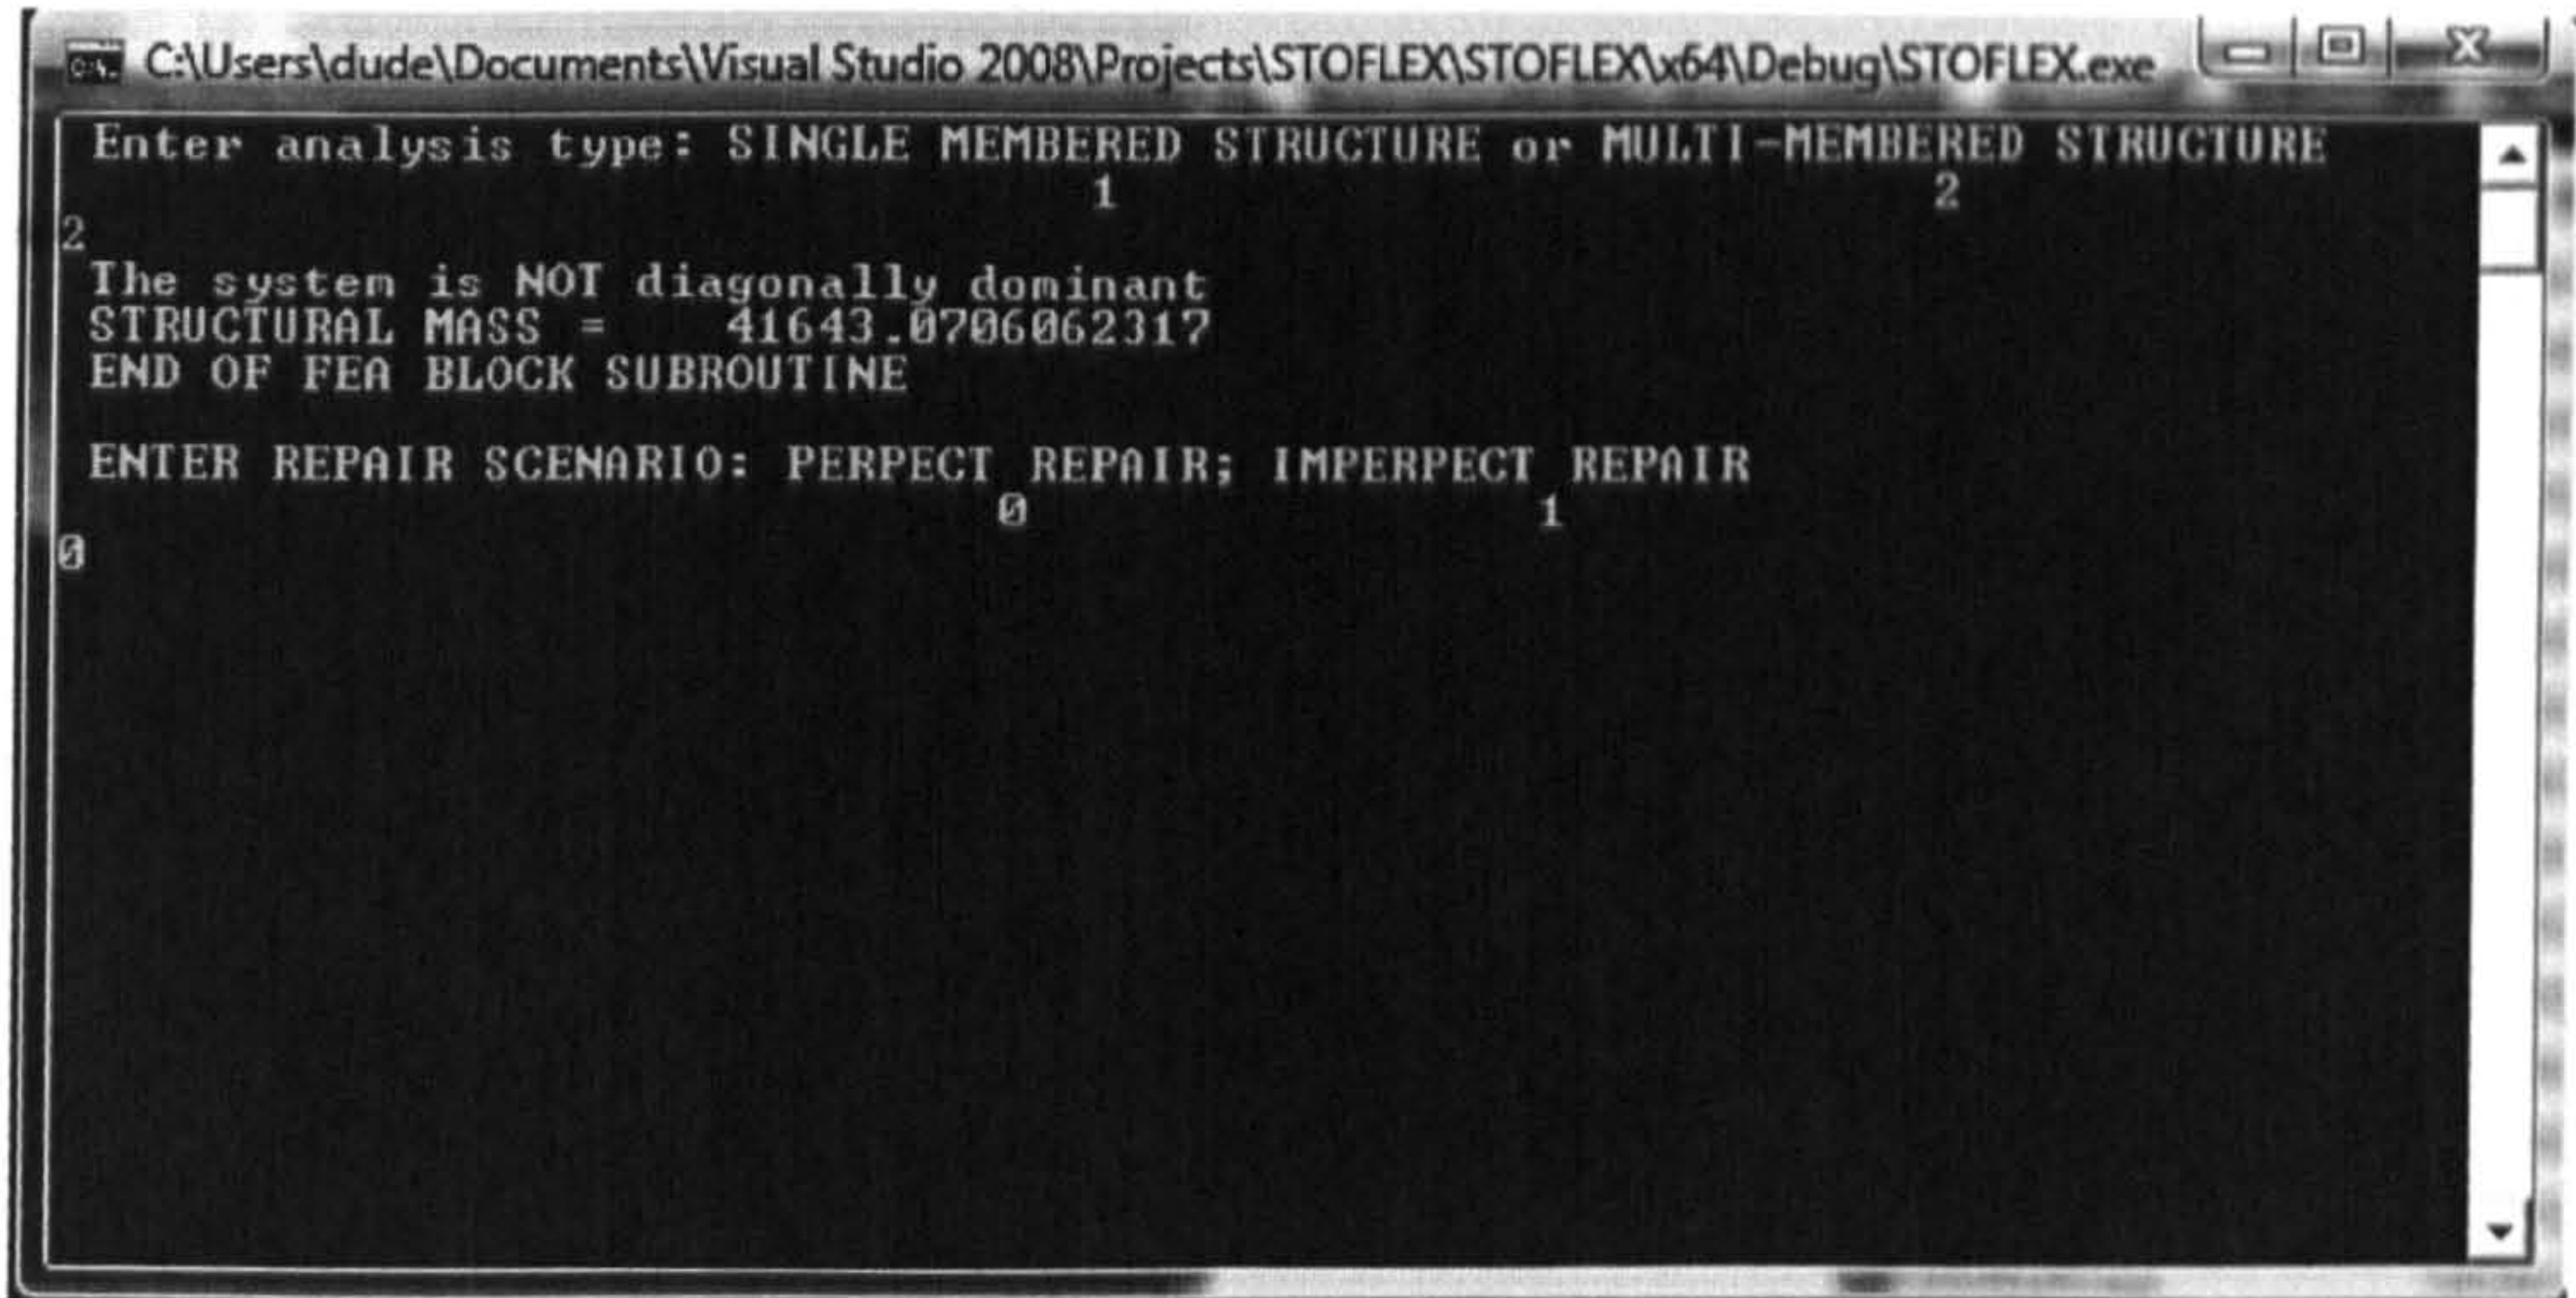 C:\Users\dude\Documents\Visual Studio 2008\Projects\STOFLEX\STOFLEX\x64\Debug\STOFLEX.exe
Enter analysis type: SINGLE MEMBERED STRUCTURE or MULTI-MEMBERED STRUCTURE
1 2
2
The system is NOT diagonally dominant
STRUCTURAL MASS = 41643.0706062317
END OF FEA BLOCK SUBROUTINE
ENTER REPAIR SCENARIO: PERPECT REPAIR; IMPERPECT REPAIR
0 1
0